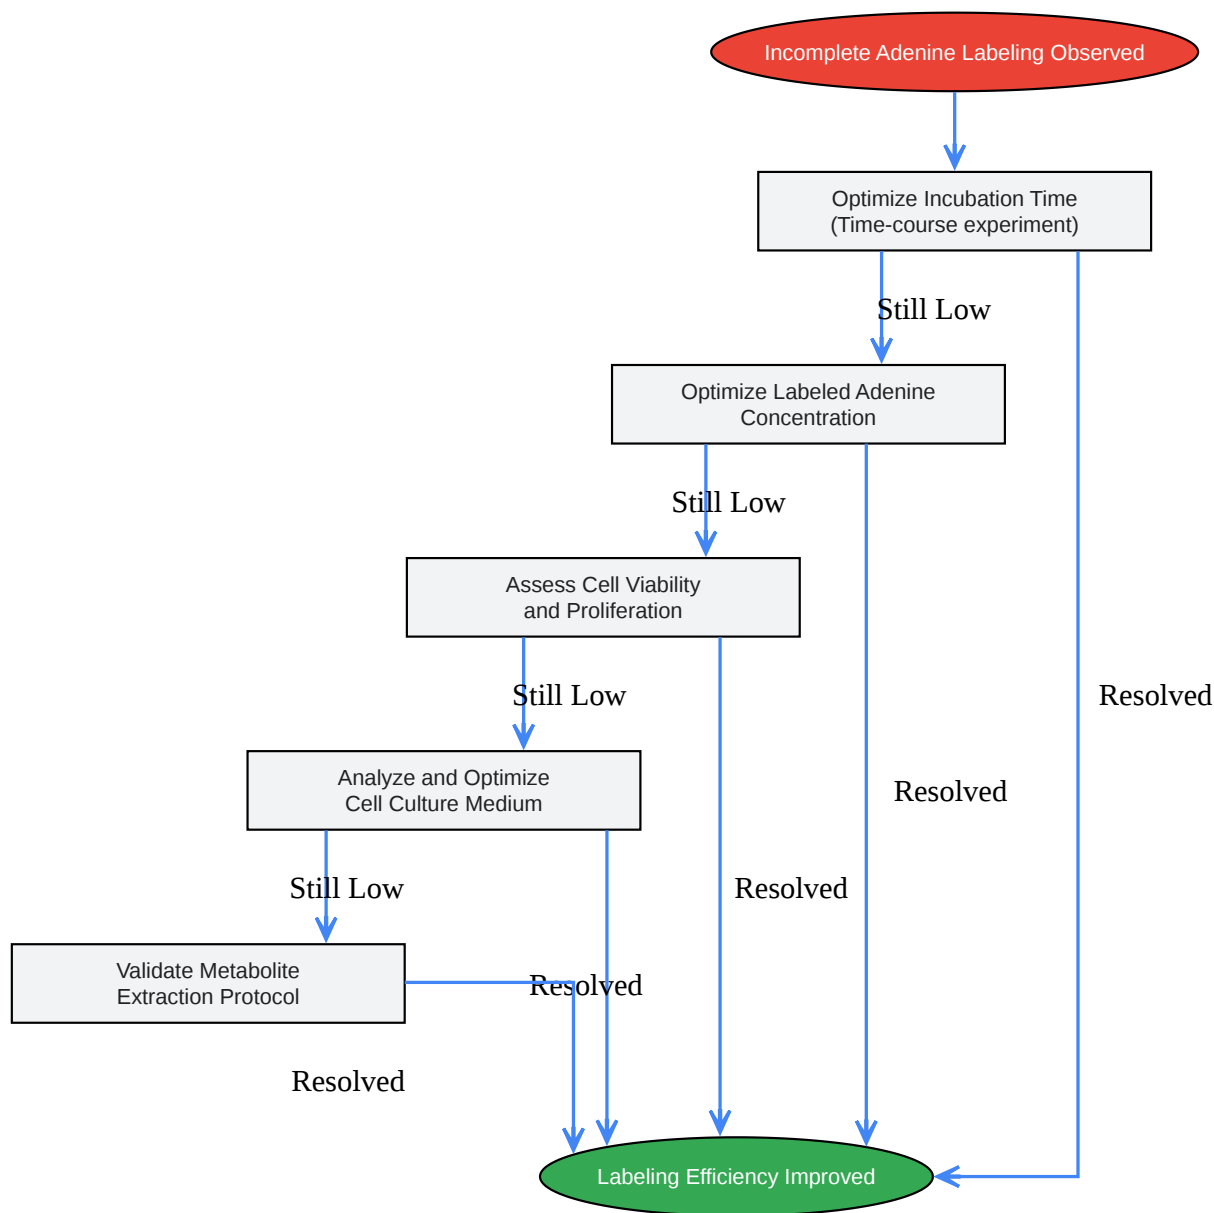 Incomplete Adenine Labeling Observed
Optimize Incubation Time
(Time-course experiment)
Still Low
Optimize Labeled Adenine
Concentration
Still Low
Assess Cell Viability
and Proliferation
Still Low
Resolved
Analyze and Optimize
Cell Culture Medium
Resolved
Still Low
Resolved
Validate Metabolite
Extraction Protocol
Resolved
Resolved
Labeling Efficiency Improved